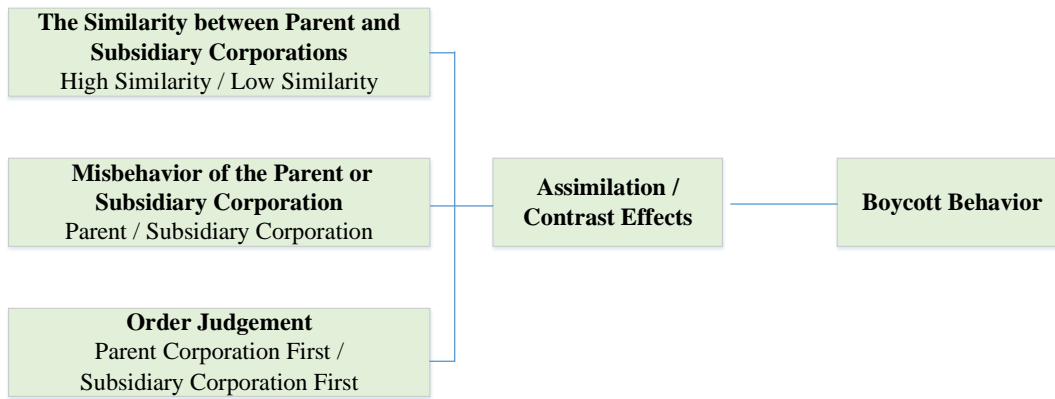 The Similarity between Parent and
Subsidiary Corporations
High Similarity / Low Similarity
Misbehavior of the Parent or
Subsidiary Corporation
Parent / Subsidiary Corporation
Order Judgement
Parent Corporation First /
Subsidiary Corporation First
Assimilation /
Contrast Effects
Boycott Behavior